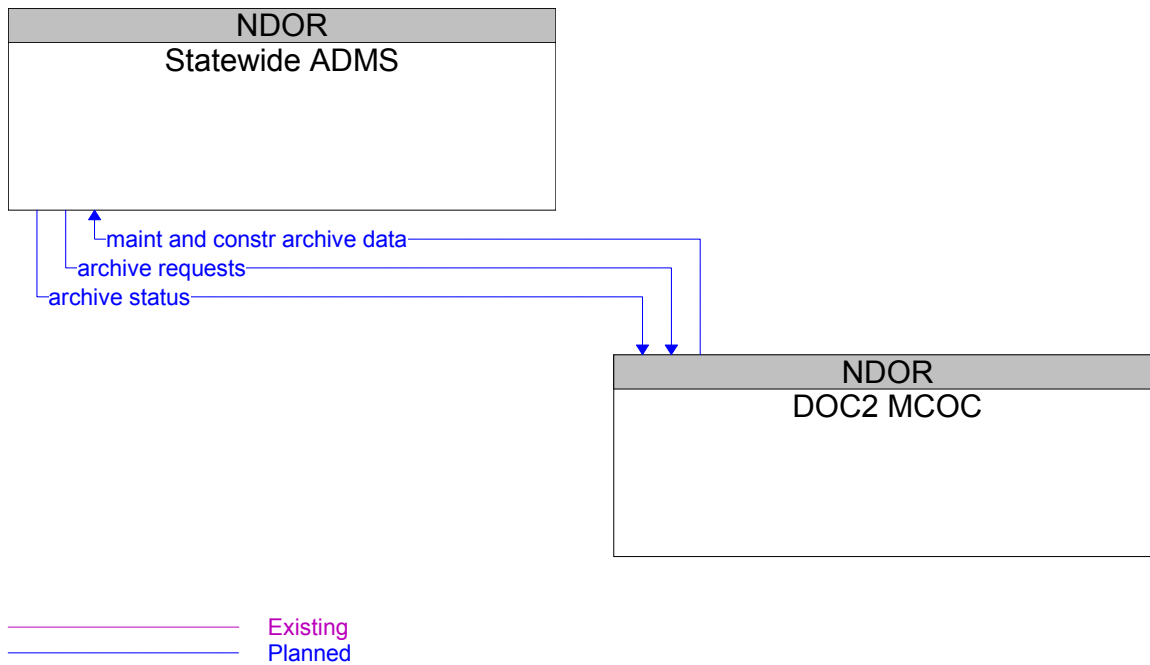 NDOR
Statewide ADMS
maint and constr archive data
archive requests
archive status
NDOR
DOC2 MCOC
Existing
Planned